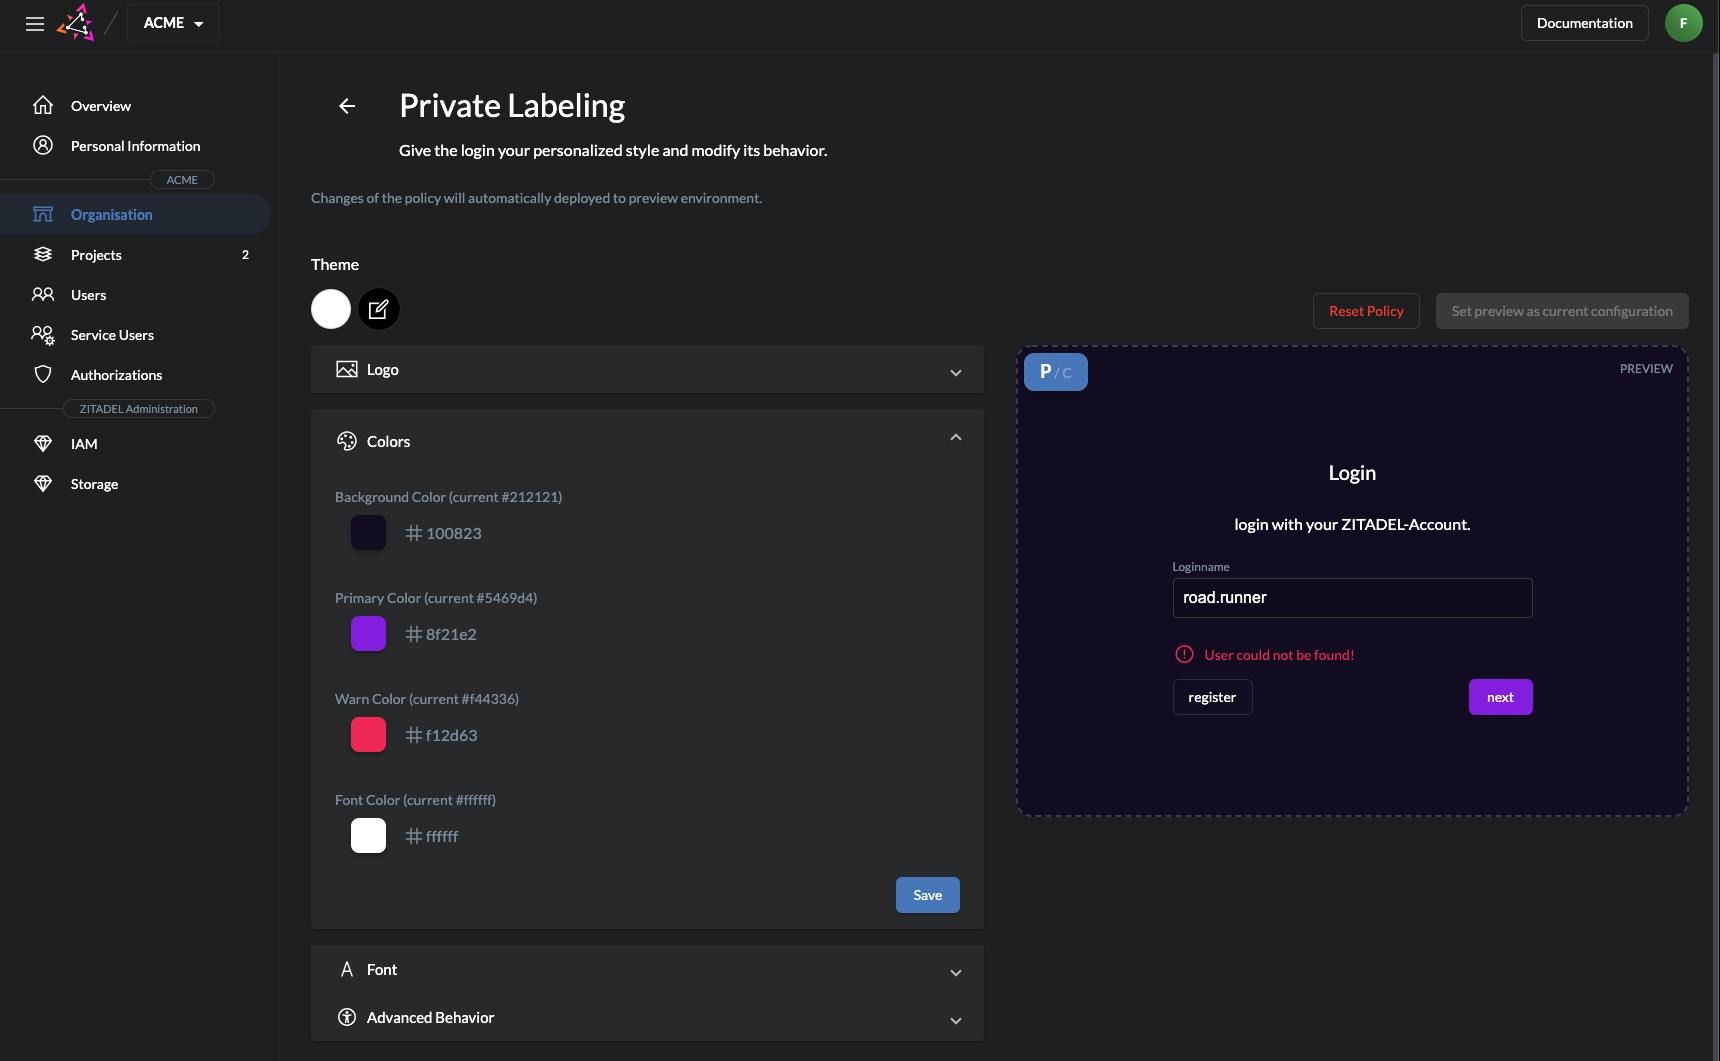 ACME
Documentation
F
Overview
Personal Information
ACME
Organisation
Projects 2
Users
Service Users
Authorizations
ZITADEL Administration
IAM
Storage
Private Labeling
Give the login your personalized style and modify its behavior.
Changes of the policy will automatically deployed to preview environment.
Theme
Reset Policy
Set preview as current configuration
Logo
Colors
Background Color (current #212121)
# 100823
Primary Color (current #5469d4)
# 8f21e2
Warn Color (current #f44336)
# f12d63
Font Color (current #ffffff)
# ffffff
Save
Font
Advanced Behavior
P / C
PREVIEW
Login
login with your ZITADEL-Account.
Loginname
road.runner
User could not be found!
register
next